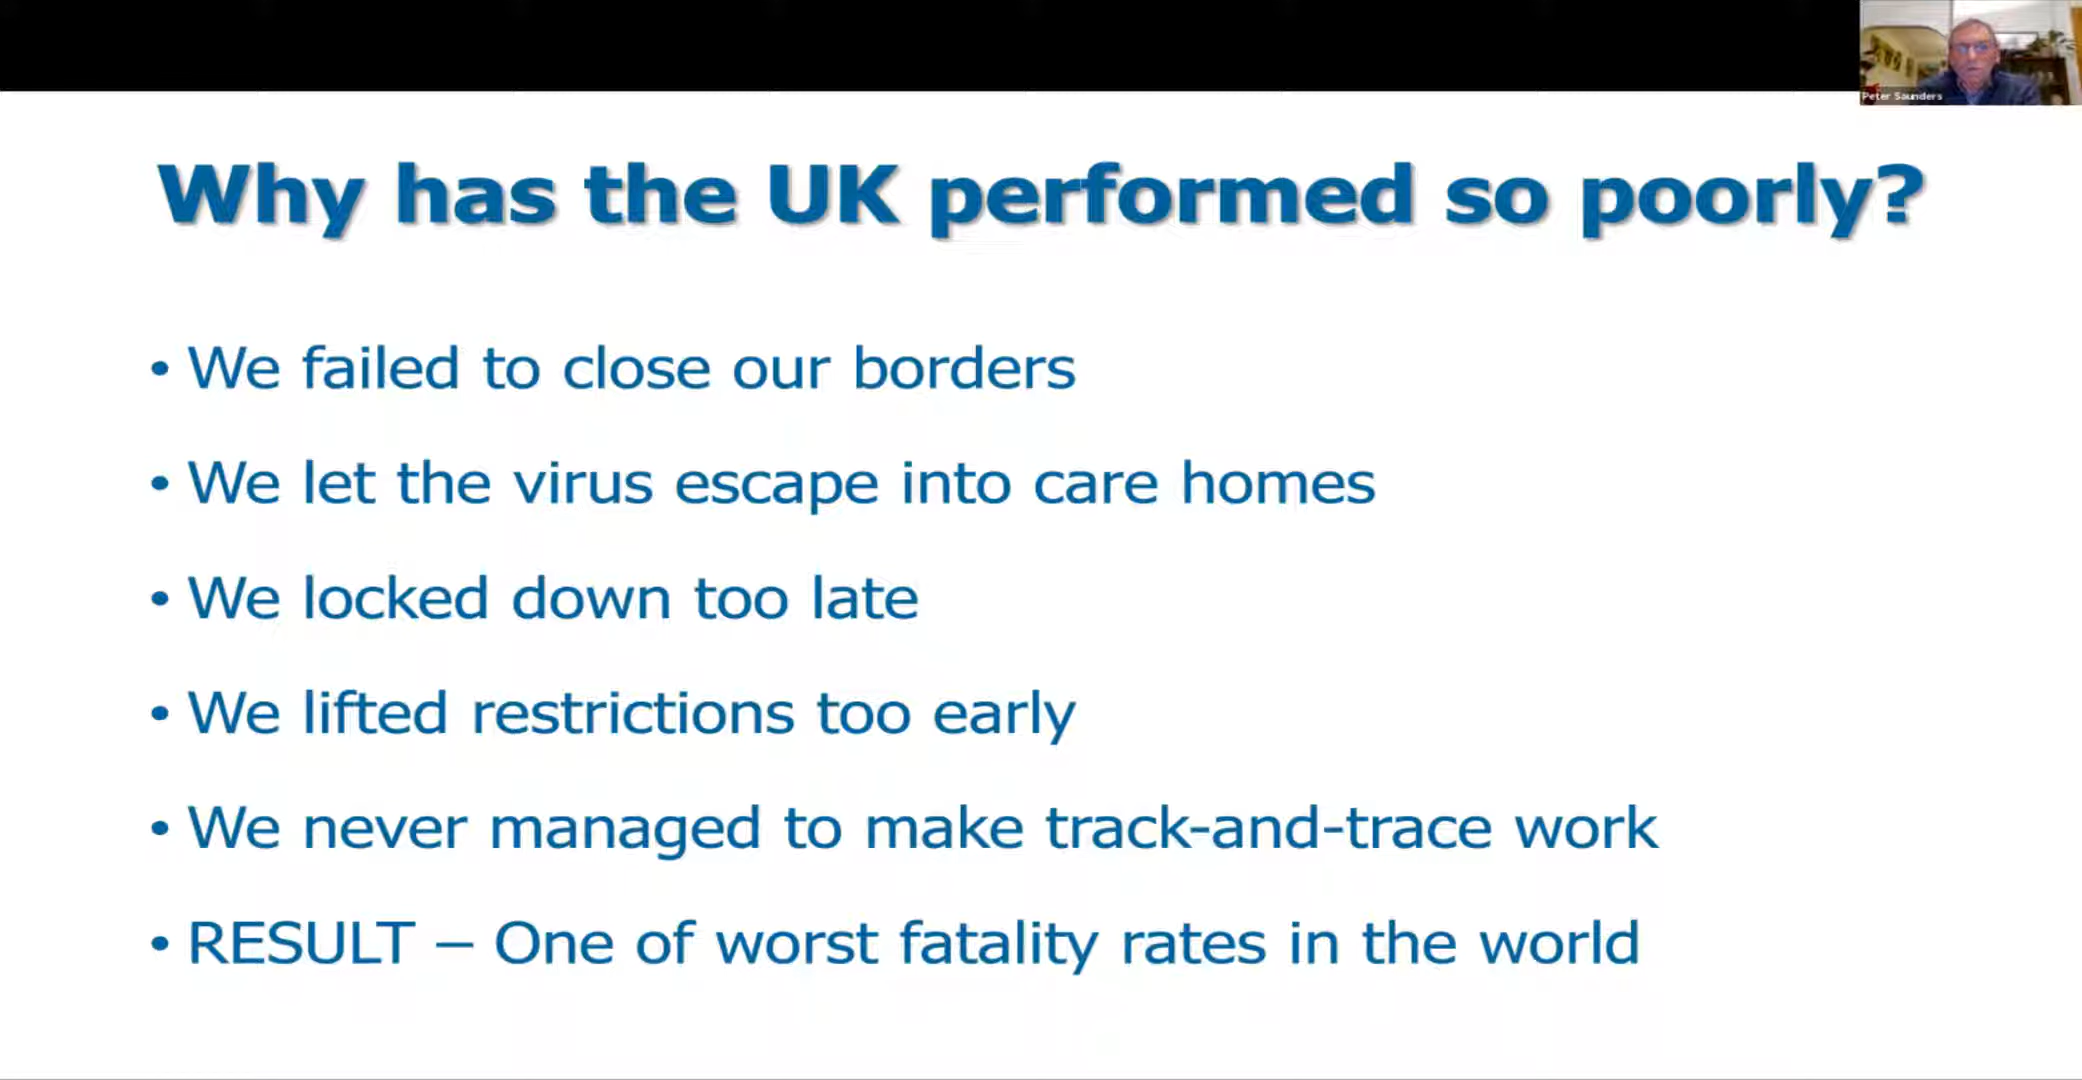 Peter Saunders
Why has the UK performed so poorly?
• We failed to close our borders
• We let the virus escape into care homes
• We locked down too late
• We lifted restrictions too early
• We never managed to make track-and-trace work
• RESULT – One of worst fatality rates in the world